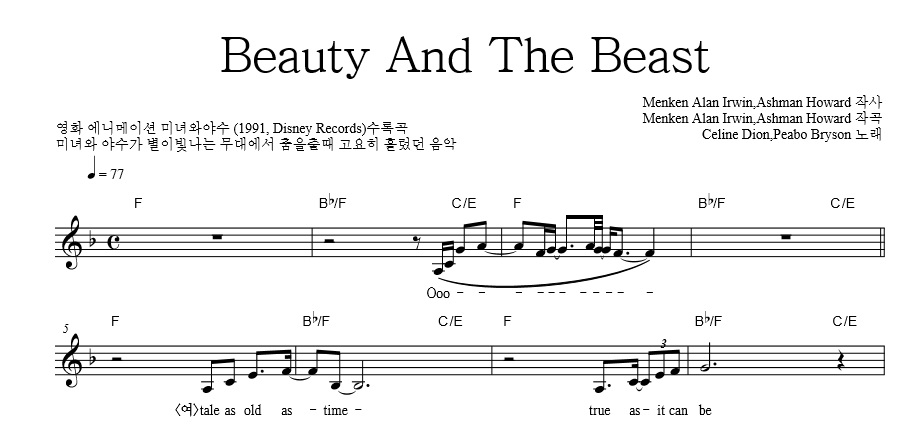 Beauty And The Beast
Menken Alan Irwin,Ashman Howard 작사
Menken Alan Irwin,Ashman Howard 작곡
Celine Dion,Peabo Bryson 노래
영화 에니메이션 미녀와야수 (1991, Disney Records)수록곡
미녀와 야수가 별이빛나는 무대에서 춤을출때 고요히 흘렀던 음악
♩= 77
F B♭/F C/E F B♭/F C/E
Ooo - - - - - - - - - -
5 F B♭/F C/E F B♭/F C/E
3
〈여〉tale as old as - time - true as - it can be